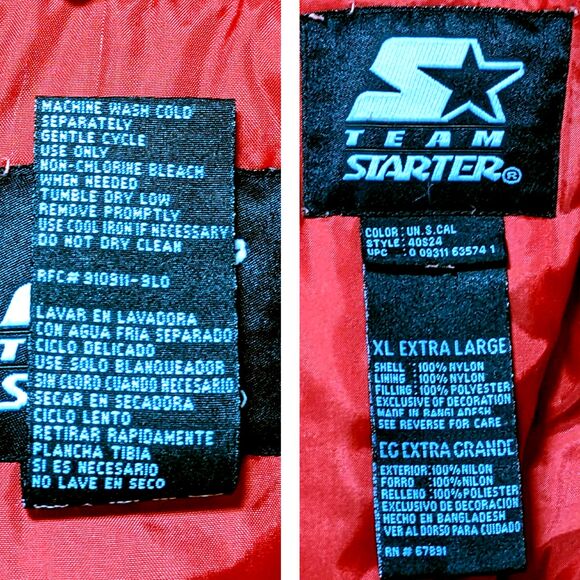 MACHINE WASH COLD
SEPARATELY
GENTLE CYCLE
USE ONLY
NON-CHLORINE BLEACH
WHEN NEEDED
TUMBLE DRY LOW
REMOVE PROMPTLY
USE COOL IRON IF NECESSARY
DO NOT DRY CLEAN
RFC# 910911-9L0
LAVAR EN LAVADORA
CON AGUA FRIA SEPARADO
CICLO DELICADO
USE SOLO BLANQUEADOR
SIN CLORO CUANDO NECESARIO
SECAR EN SECADORA
CICLO LENTO
RETIRAR RAPIDAMENTE
PLANCHA TIBIA
SI ES NECESARIO
NO LAVE EN SECO
S
TEAM
STARTER®
COLOR: UN.S.CAL
STYLE: 40S24
UPC : 0 09311 63574 1
XL EXTRA LARGE
SHELL :100% NYLON
LINING :100% NYLON
FILLING:100% POLYESTER
EXCLUSIVE OF DECORATION
MADE IN BANGLADESH
SEE REVERSE FOR CARE
EG EXTRA GRANDE
EXTERIOR:100% NILON
FORRO :100% NILON
RELLENO :100% POLIESTER
EXCLUSIVO DE DECORACION
HECHO EN BANGLADESH
VER AL DORSO PARA CUIDADO
RN # 67891